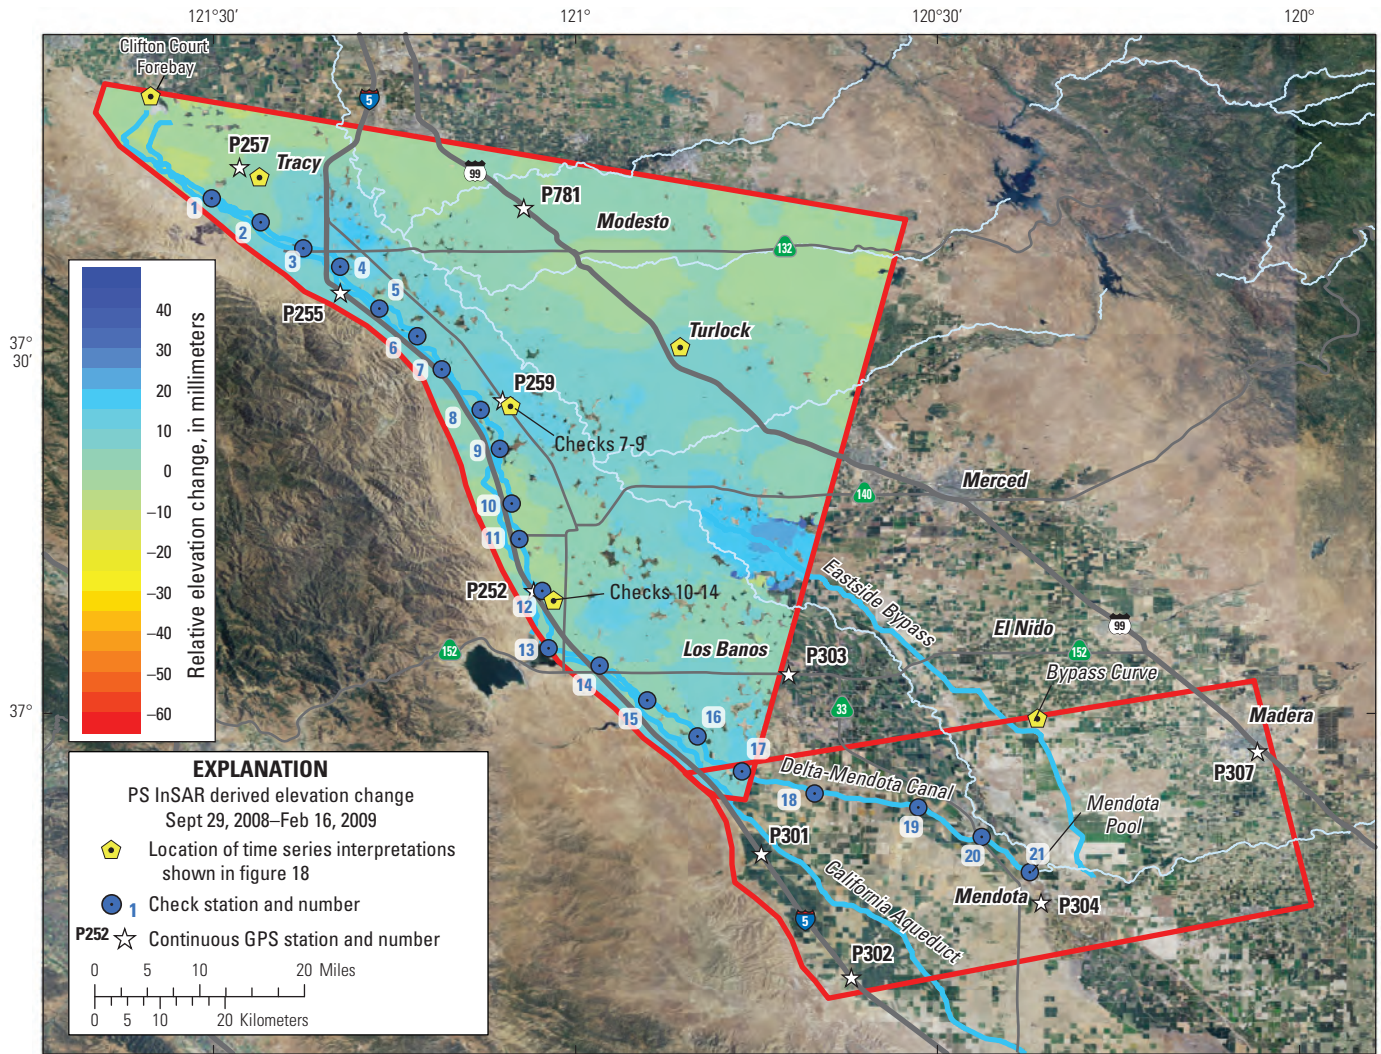 121°30'
121°
120°30'
120°
Clifton Court
Forebay
5
P257
Tracy
99
P781
Modesto
132
1
2
3
4
5
P255
6
7
37°
30'
Turlock
P259
8
Checks 7-9
9
Merced
10
140
11
Eastside Bypass
P252
12
Checks 10-14
El Nido
99
152
13
Los Banos
P303
152
Bypass Curve
14
33
37°
15
16
Madera
17
P307
Delta-Mendota Canal
18
19
Mendota
Pool
20
21
P301
California Aqueduct
Mendota
P304
5
P302
40
30
20
10
0
−10
−20
−30
−40
−50
−60
Relative elevation change, in millimeters
EXPLANATION
PS InSAR derived elevation change
Sept 29, 2008–Feb 16, 2009
Location of time series interpretations
shown in figure 18
1 Check station and number
P252 Continuous GPS station and number
0 5 10 20 Miles
0 5 10 20 Kilometers